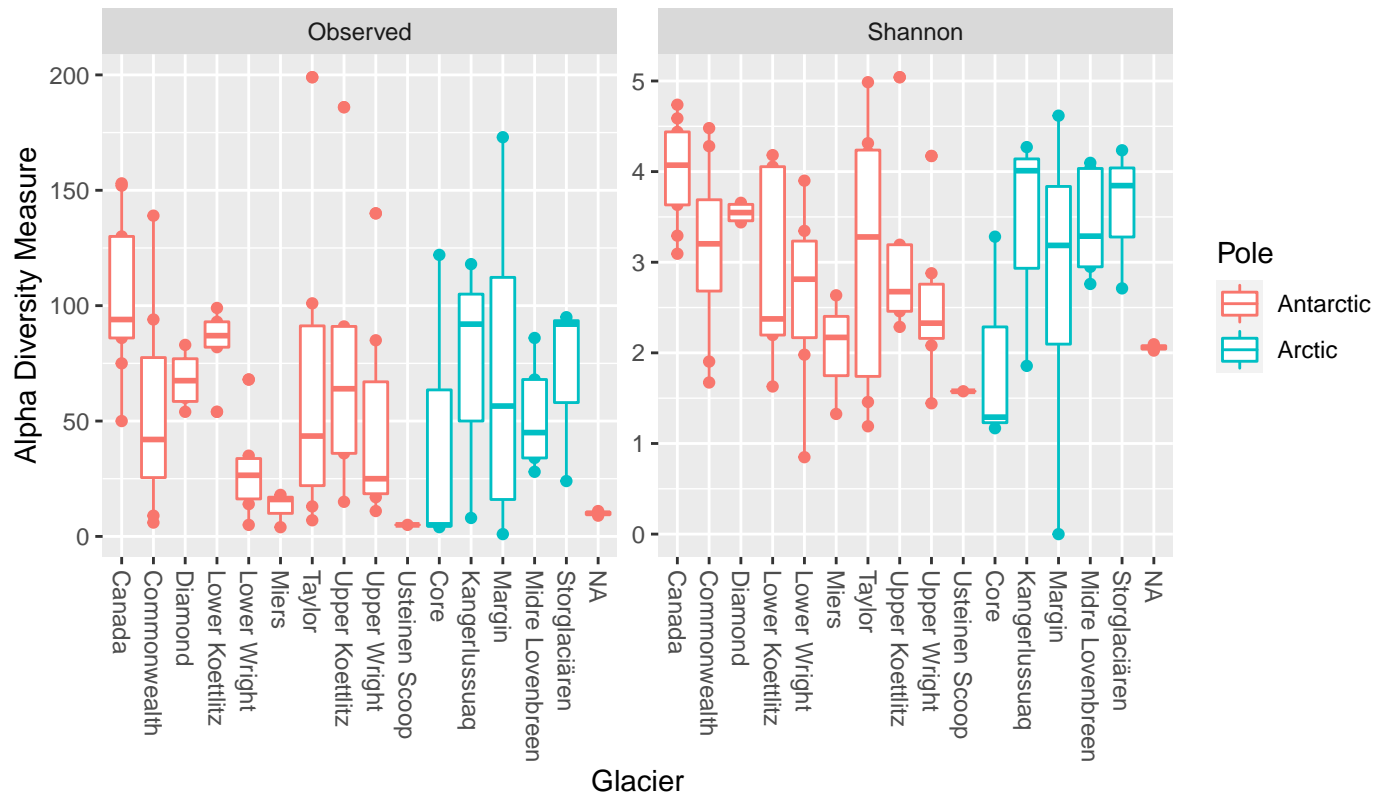 Observed
Shannon
Alpha Diversity Measure
200
150
100
50
0
5
4
3
2
1
0
Canada
Commonwealth
Diamond
Lower Koettlitz
Lower Wright
Miers
Taylor
Upper Koettlitz
Upper Wright
Usteinen Scoop
Core
Kangerlussuaq
Margin
Midre Lovenbreen
Storglaciären
NA
Canada
Commonwealth
Diamond
Lower Koettlitz
Lower Wright
Miers
Taylor
Upper Koettlitz
Upper Wright
Usteinen Scoop
Core
Kangerlussuaq
Margin
Midre Lovenbreen
Storglaciären
NA
Glacier
Pole
Antarctic
Arctic